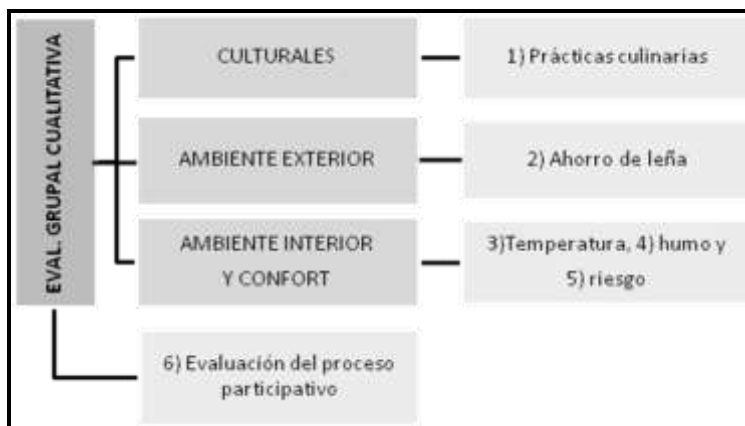 EVAL. GRUPAL CUALITATIVA
CULTURALES
1) Prácticas culinarias
AMBIENTE EXTERIOR
2) Ahorro de leña
AMBIENTE INTERIOR
Y CONFORT
3)Temperatura, 4) humo y
5) riesgo
6) Evaluación del proceso
participativo